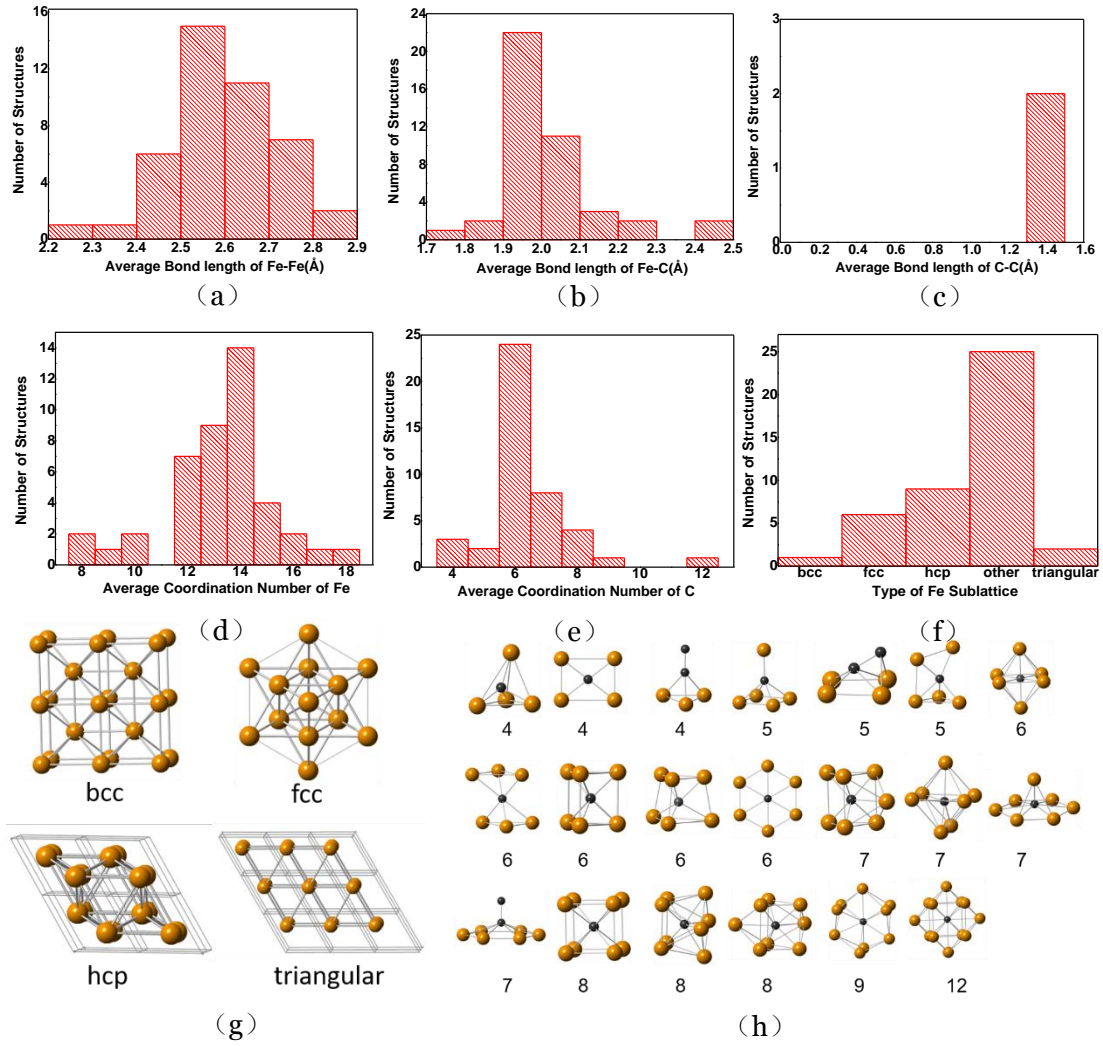 Number of Structures
16
12
8
4
0
2.2 2.3 2.4 2.5 2.6 2.7 2.8 2.9
Average Bond length of Fe-Fe(Å)
(a)
Number of Structures
24
20
16
12
8
4
0
1.7 1.8 1.9 2.0 2.1 2.2 2.3 2.4 2.5
Average Bond length of Fe-C(Å)
(b)
Number of Structures
3
2
1
0
0.0 0.2 0.4 0.6 0.8 1.0 1.2 1.4 1.6
Average Bond length of C-C(Å)
(c)
Number of Structures
14
12
10
8
6
4
2
0
8 10 12 14 16 18
Average Coordination Number of Fe
(d)
Number of Structures
25
20
15
10
5
0
4 6 8 10 12
Average Coordination Number of C
(e)
Number of Structures
25
20
15
10
5
0
bcc fcc hcp other triangular
Type of Fe Sublattice
(f)
bcc fcc
hcp triangular
(g)
4 4 4 5 5 5 6
6 6 6 6 7 7 7
7 8 8 8 9 12
(h)